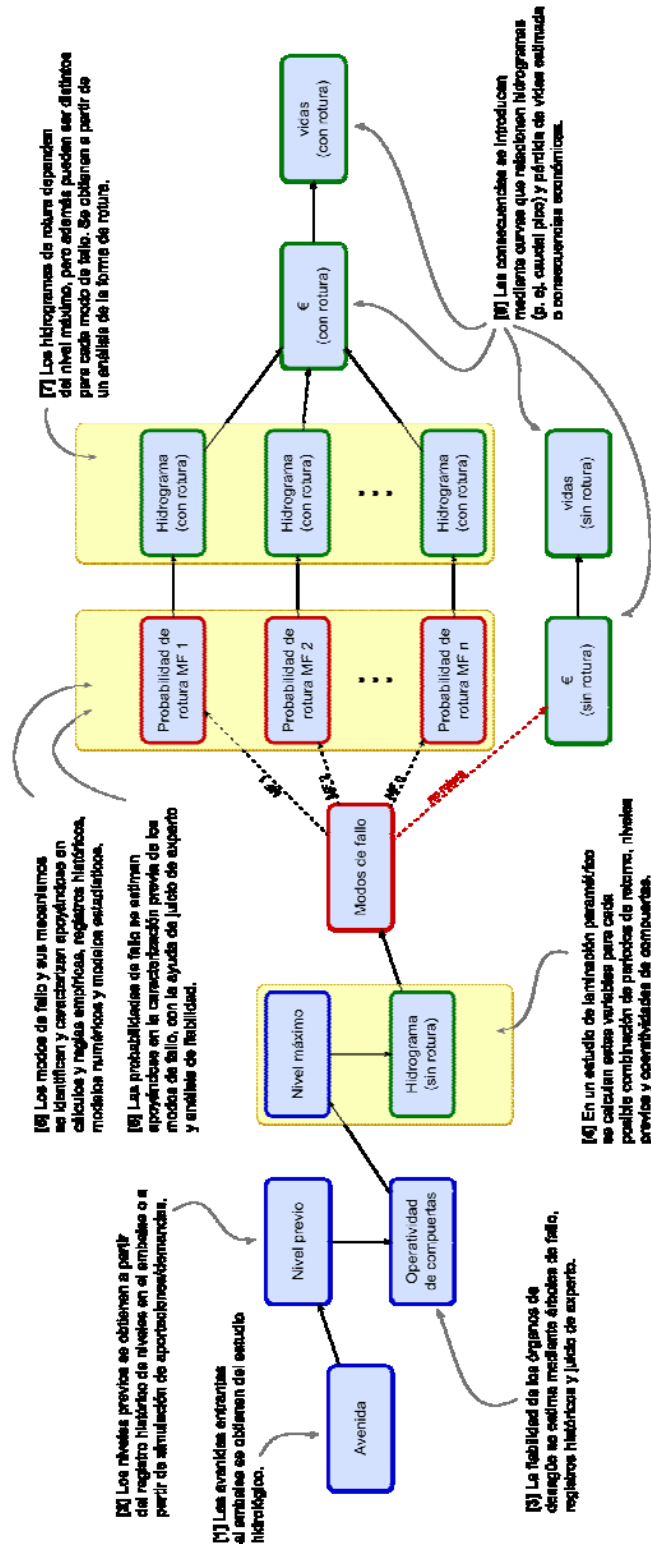 [1] Las avenidas entrantes
al embalse se obtienen del estudio
hidrológico.
[2] Los niveles previos se obtienen a partir
del registro histórico de niveles en el embalse o a
partir de simulación de aportaciones/demandas.
[3] La fiabilidad de los órganos de
desagüe se estima mediante árboles de fallo,
registros históricos y juicio de experto.
Avenida
Nivel previo
Operatividad
de compuertas
Nivel máximo
Hidrograma
(sin rotura)
[4] En un estudio de laminación paramétrico
se calculan estas variables para cada
posible combinación de periodos de retorno, niveles
previos y operatividades de compuertas.
[5] Los modos de fallo y sus mecanismos
se identifican y caracterizan apoyándose en
cálculos y reglas empíricas, registros históricos,
modelos numéricos y modelos estadísticos.
[6] Las probabilidades de fallo se estiman
apoyándose en la caracterización previa de los
modos de fallo, con la ayuda de juicio de experto
y análisis de fiabilidad.
Modos de fallo
MF 1
MF 2
MF n
no rotura
Probabilidad de
rotura MF 1
Probabilidad de
rotura MF 2
Probabilidad de
rotura MF n
Hidrograma
(con rotura)
Hidrograma
(con rotura)
Hidrograma
(con rotura)
€
(sin rotura)
vidas
(sin rotura)
[7] Los hidrogramas de rotura dependen
del nivel máximo, pero además pueden ser distintos
para cada modo de fallo. Se obtienen a partir de
un análisis de la forma de rotura.
€
(con rotura)
vidas
(con rotura)
[8] Las consecuencias se introducen
mediante curvas que relacionen hidrogramas
(p. ej. caudal pico) y pérdida de vidas estimada
o consecuencias económicas.